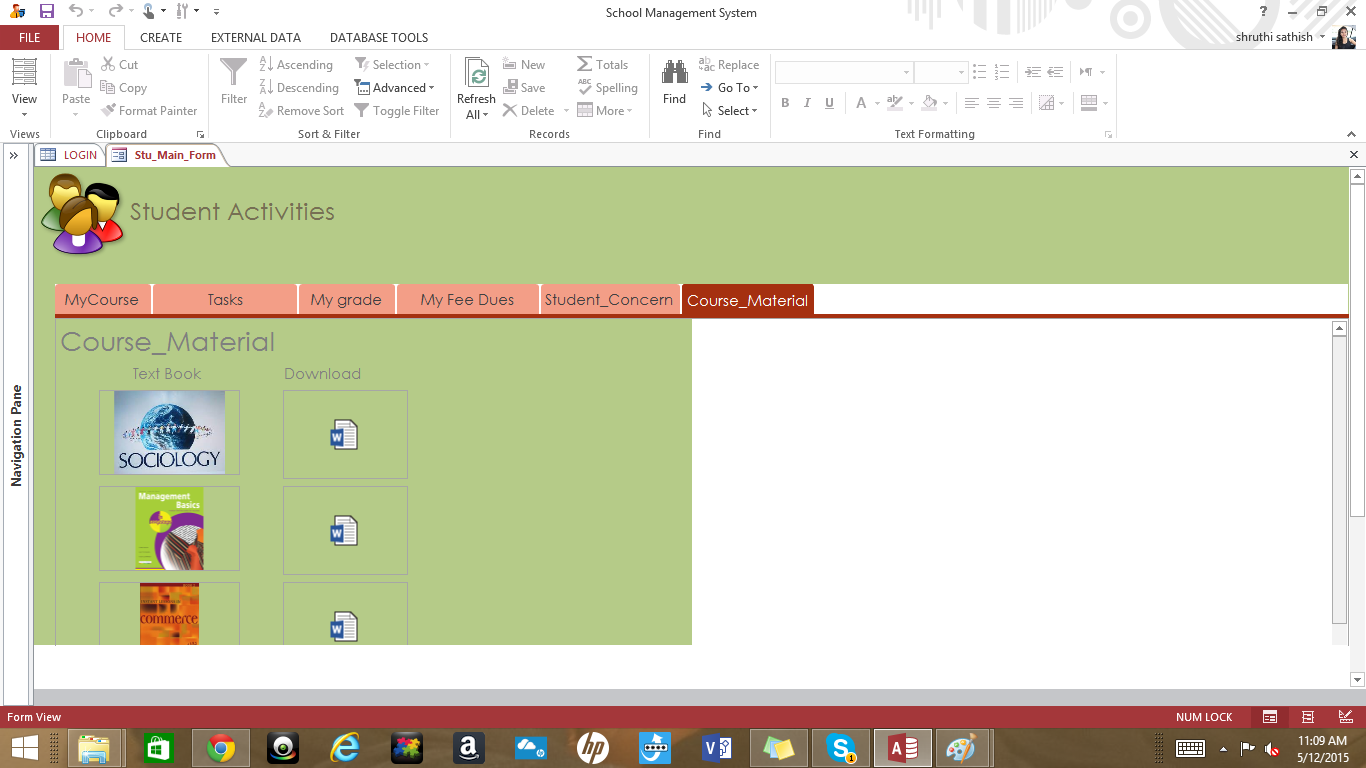 School Management System
?
FILE HOME CREATE EXTERNAL DATA DATABASE TOOLS
shruthi sathish
View
Paste
Cut
Copy
Format Painter
Filter
Ascending
Descending
Remove Sort
Selection
Advanced
Toggle Filter
Refresh
All
New
Save
Delete
Totals
Spelling
More
Find
Replace
Go To
Select
B I U A
Views Clipboard Sort & Filter Records Find Text Formatting
LOGIN Stu_Main_Form
Navigation Pane
Student Activities
MyCourse Tasks My grade My Fee Dues Student_Concern Course_Material
Course_Material
Text Book Download
SOCIOLOGY
Management
Basics
commerce
Form View NUM LOCK
11:09 AM
5/12/2015